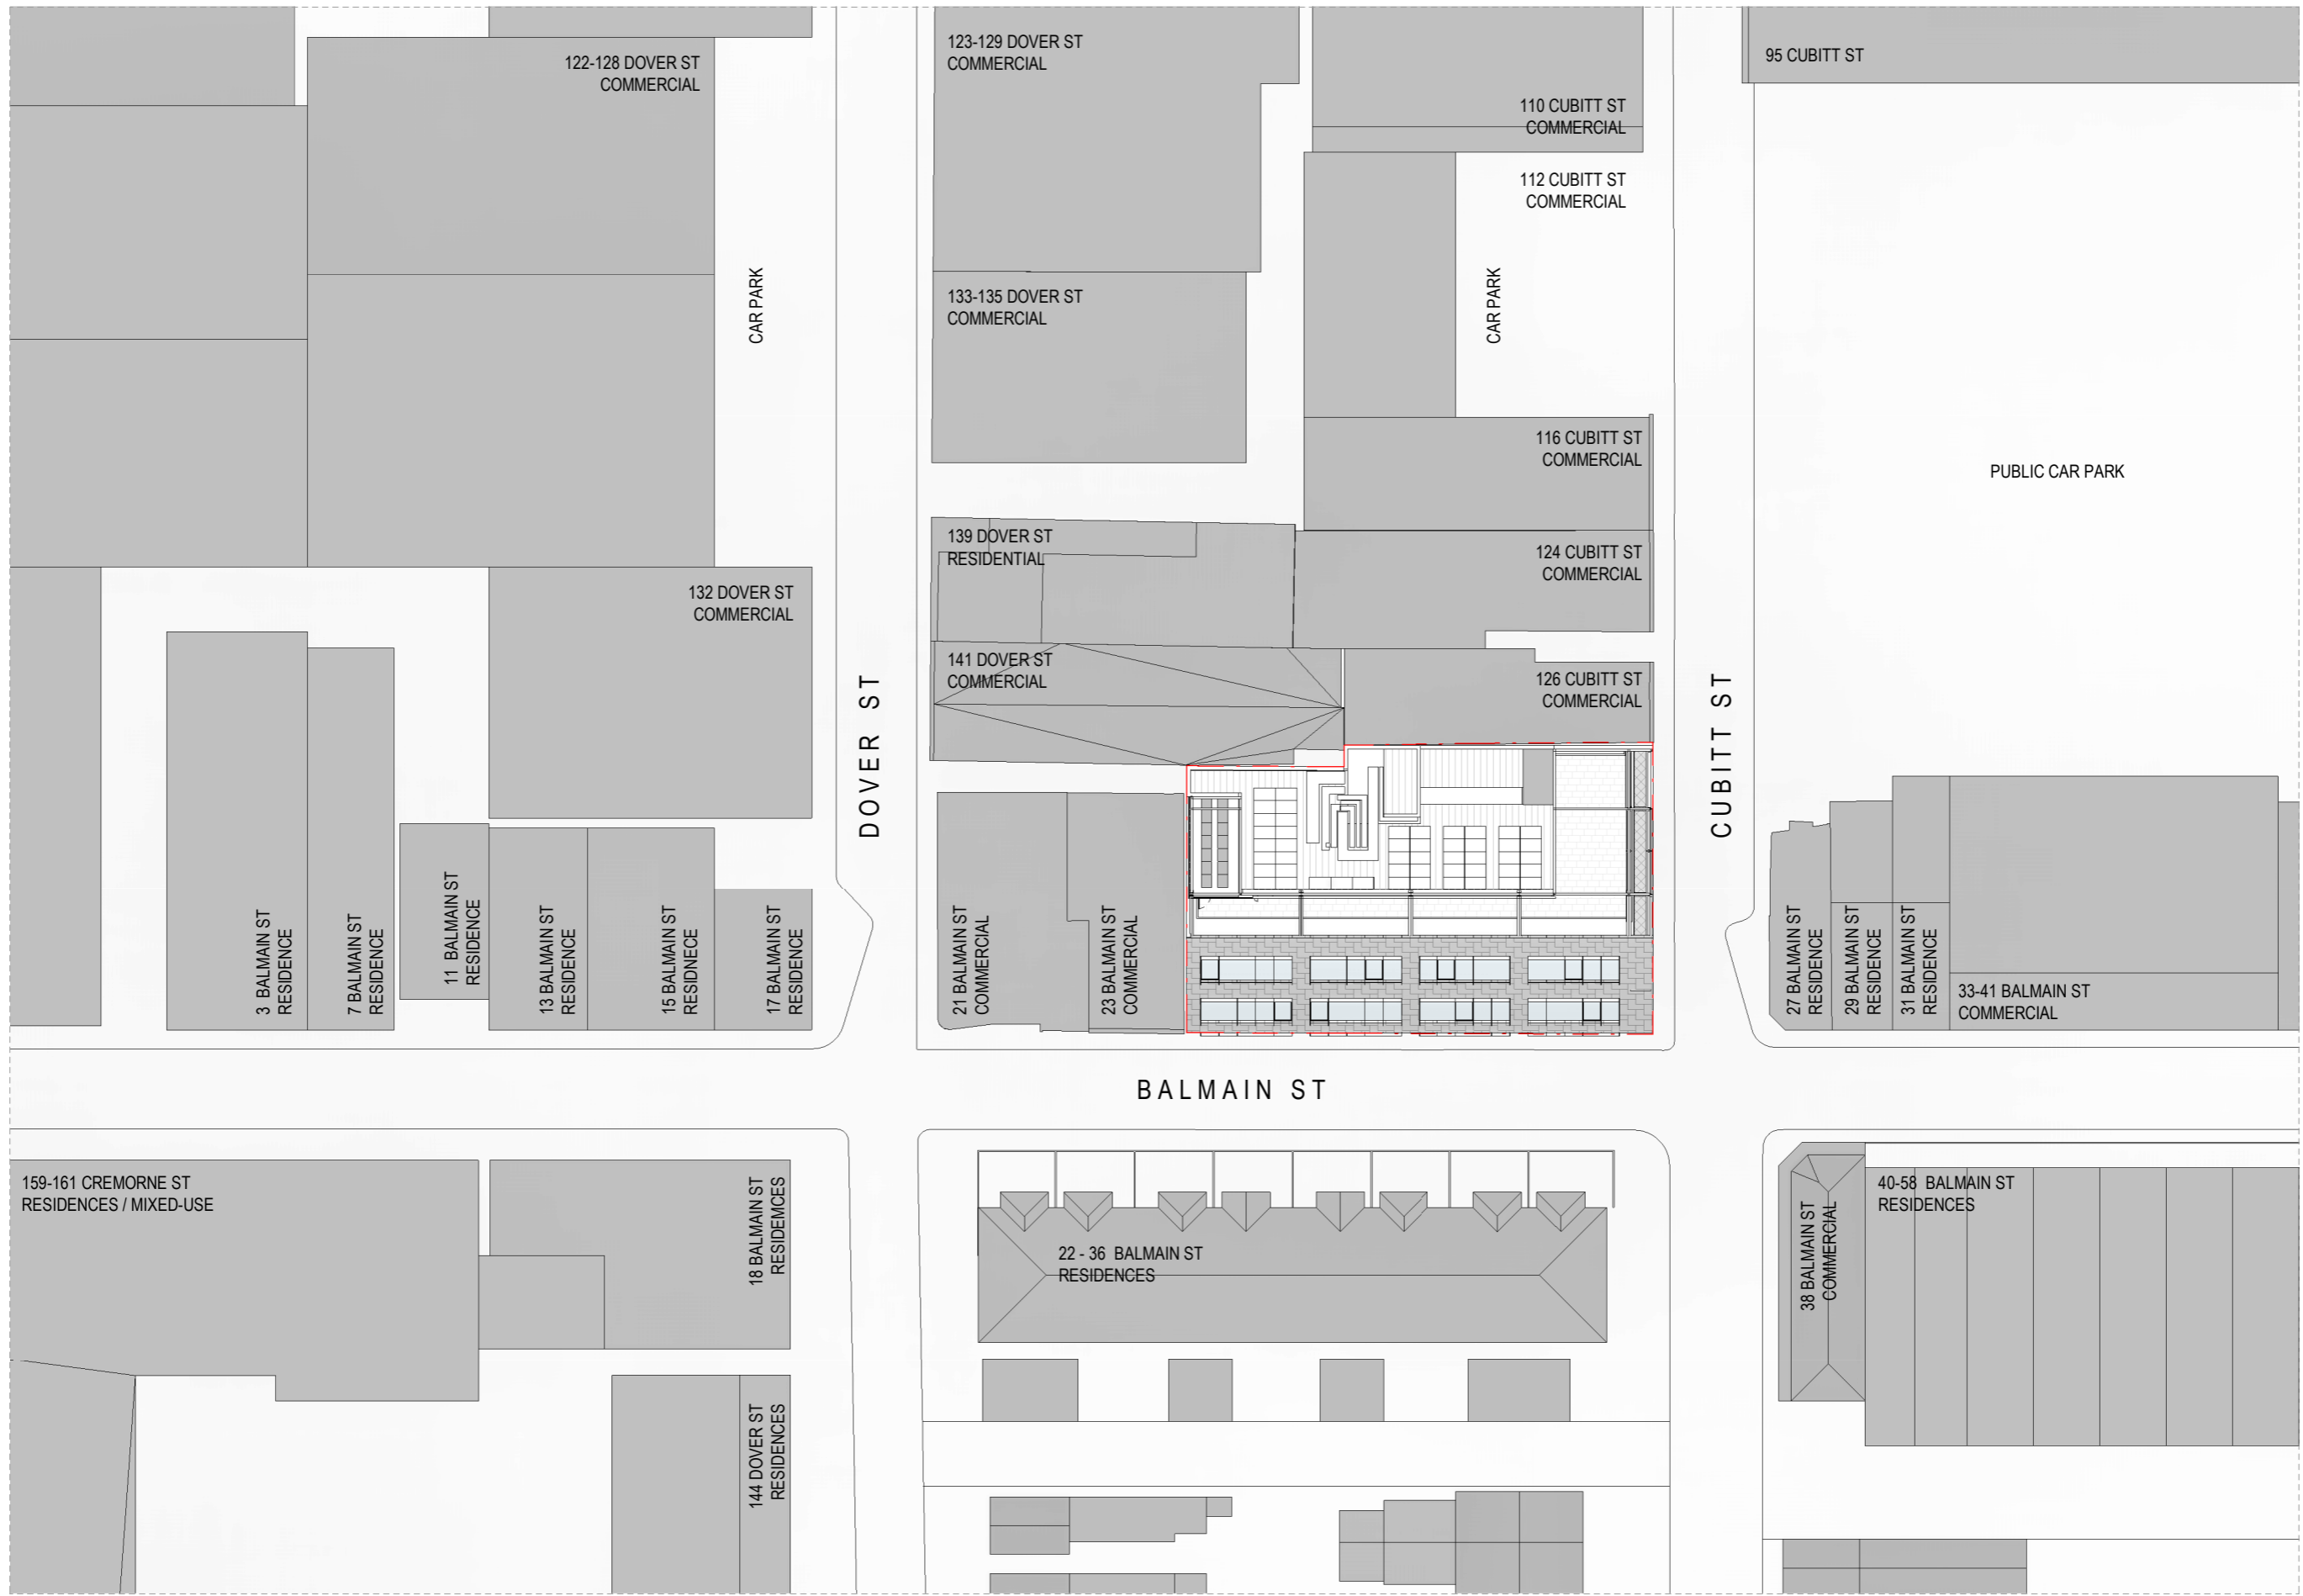 122-128 DOVER ST
COMMERCIAL
123-129 DOVER ST
COMMERCIAL
110 CUBITT ST
COMMERCIAL
95 CUBITT ST
112 CUBITT ST
COMMERCIAL
CAR PARK
133-135 DOVER ST
COMMERCIAL
CAR PARK
116 CUBITT ST
COMMERCIAL
PUBLIC CAR PARK
139 DOVER ST
RESIDENTIAL
124 CUBITT ST
COMMERCIAL
132 DOVER ST
COMMERCIAL
141 DOVER ST
COMMERCIAL
126 CUBITT ST
COMMERCIAL
DOVER ST
CUBITT ST
3 BALMAIN ST
RESIDENCE
7 BALMAIN ST
RESIDENCE
11 BALMAIN ST
RESIDENCE
13 BALMAIN ST
RESIDENCE
15 BALMAIN ST
RESIDNECE
17 BALMAIN ST
RESIDENCE
21 BALMAIN ST
COMMERCIAL
23 BALMAIN ST
COMMERCIAL
27 BALMAIN ST
RESIDENCE
29 BALMAIN ST
RESIDENCE
31 BALMAIN ST
RESIDENCE
33-41 BALMAIN ST
COMMERCIAL
BALMAIN ST
159-161 CREMORNE ST
RESIDENCES / MIXED-USE
18 BALMAIN ST
RESIDEMCES
22 - 36 BALMAIN ST
RESIDENCES
38 BALMAIN ST
COMMERCIAL
40-58 BALMAIN ST
RESIDENCES
144 DOVER ST
RESIDENCES